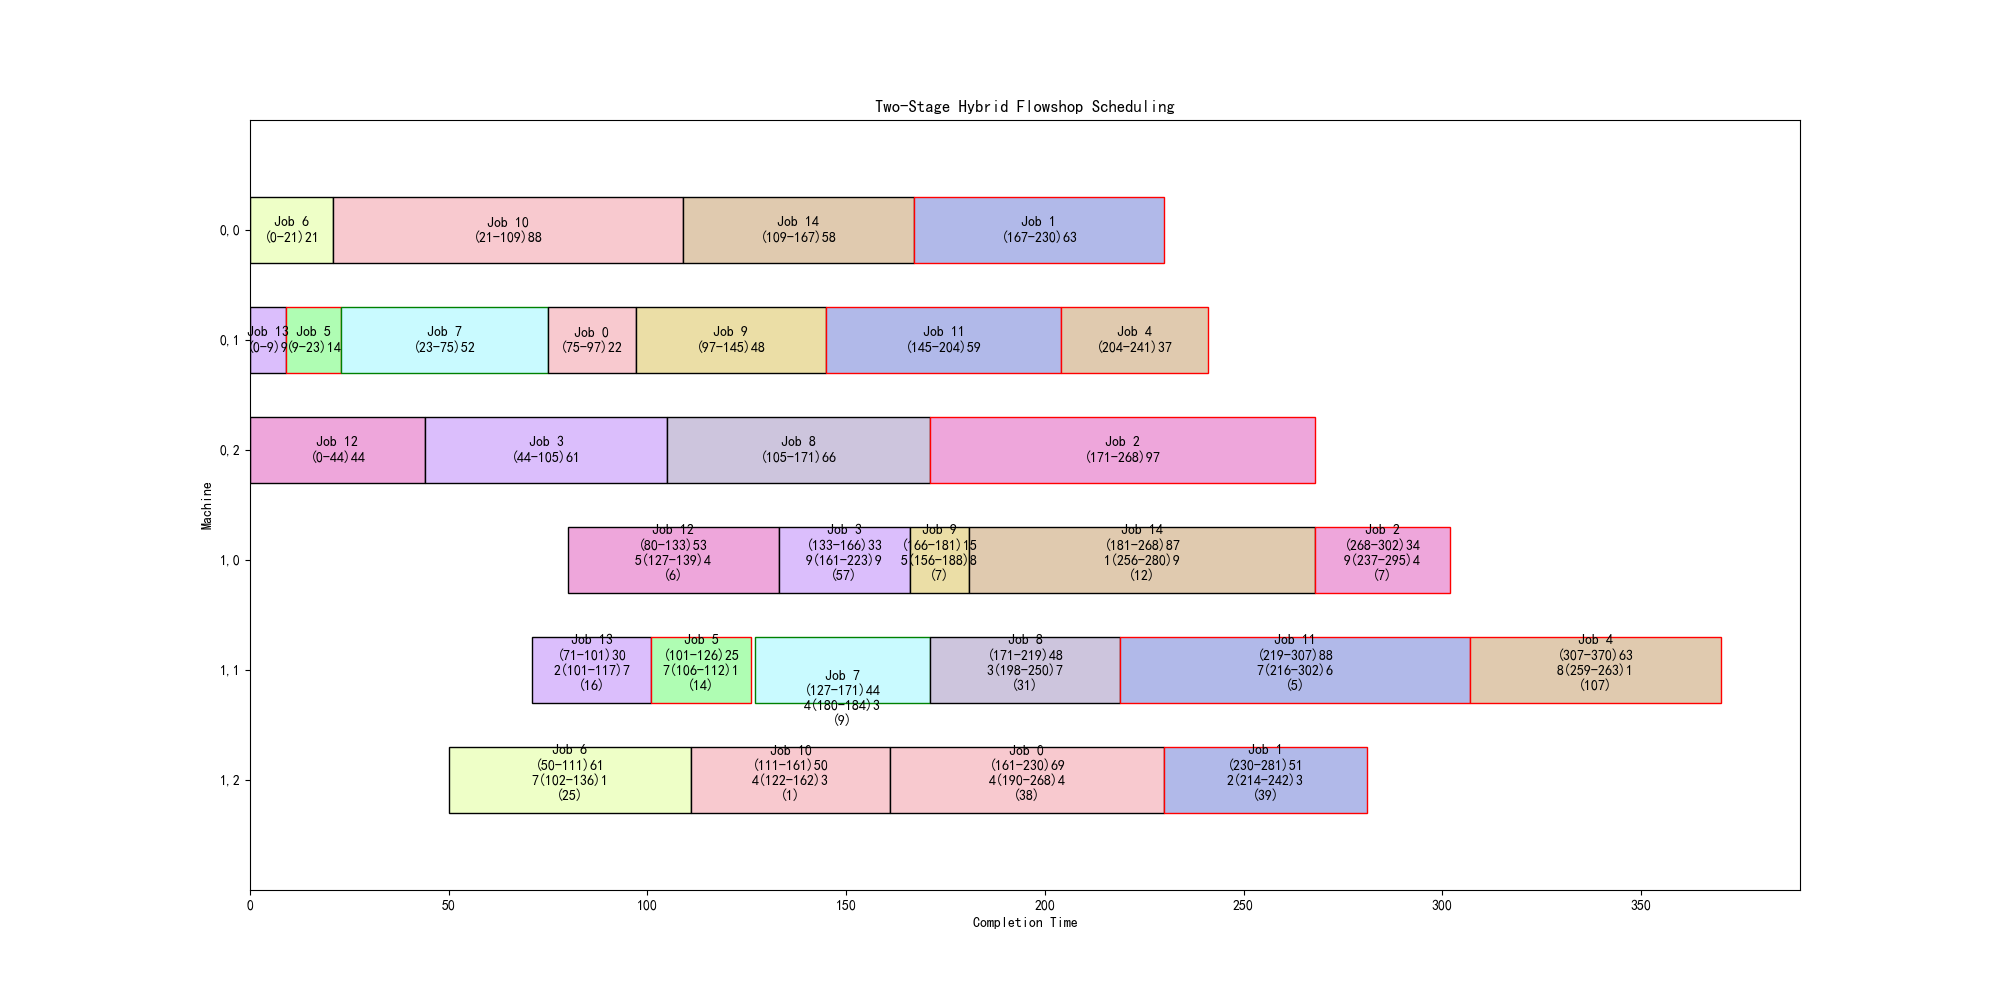 Two-Stage Hybrid Flowshop Scheduling
Machine
0,0
Job 6
(0-21)21
Job 10
(21-109)88
Job 14
(109-167)58
Job 1
(167-230)63
0,1
Job 13
(0-9)9
Job 5
(9-23)14
Job 7
(23-75)52
Job 0
(75-97)22
Job 9
(97-145)48
Job 11
(145-204)59
Job 4
(204-241)37
0,2
Job 12
(0-44)44
Job 3
(44-105)61
Job 8
(105-171)66
Job 2
(171-268)97
1,0
Job 12
(80-133)53
5(127-139)4
(6)
Job 3
(133-166)33
9(161-223)9
(57)
Job 9
(166-181)15
5(156-188)8
(7)
Job 14
(181-268)87
1(256-280)9
(12)
Job 2
(268-302)34
9(237-295)4
(7)
1,1
Job 13
(71-101)30
2(101-117)7
(16)
Job 5
(101-126)25
7(106-112)1
(14)
Job 7
(127-171)44
4(180-184)3
(9)
Job 8
(171-219)48
3(198-250)7
(31)
Job 11
(219-307)88
7(216-302)6
(5)
Job 4
(307-370)63
8(259-263)1
(107)
1,2
Job 6
(50-111)61
7(102-136)1
(25)
Job 10
(111-161)50
4(122-162)3
(1)
Job 0
(161-230)69
4(190-268)4
(38)
Job 1
(230-281)51
2(214-242)3
(39)
0 50 100 150 200 250 300 350
Completion Time